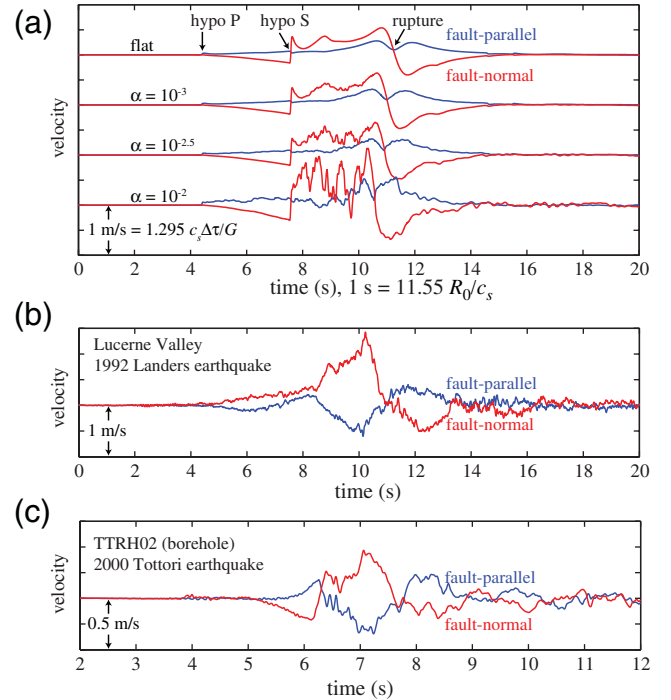 (a)
hypo P
hypo S
rupture
flat
fault-parallel
fault-normal
α = 10⁻³
α = 10⁻²·⁵
α = 10⁻²
velocity
1 m/s = 1.295 cₛΔτ/G
0 2 4 6 8 10 12 14 16 18 20
time (s), 1 s = 11.55 R₀/cₛ
(b)
Lucerne Valley
1992 Landers earthquake
fault-parallel
velocity
1 m/s
fault-normal
0 2 4 6 8 10 12 14 16 18 20
time (s)
(c)
TTRH02 (borehole)
2000 Tottori earthquake
fault-parallel
velocity
0.5 m/s
fault-normal
2 3 4 5 6 7 8 9 10 11 12
time (s)